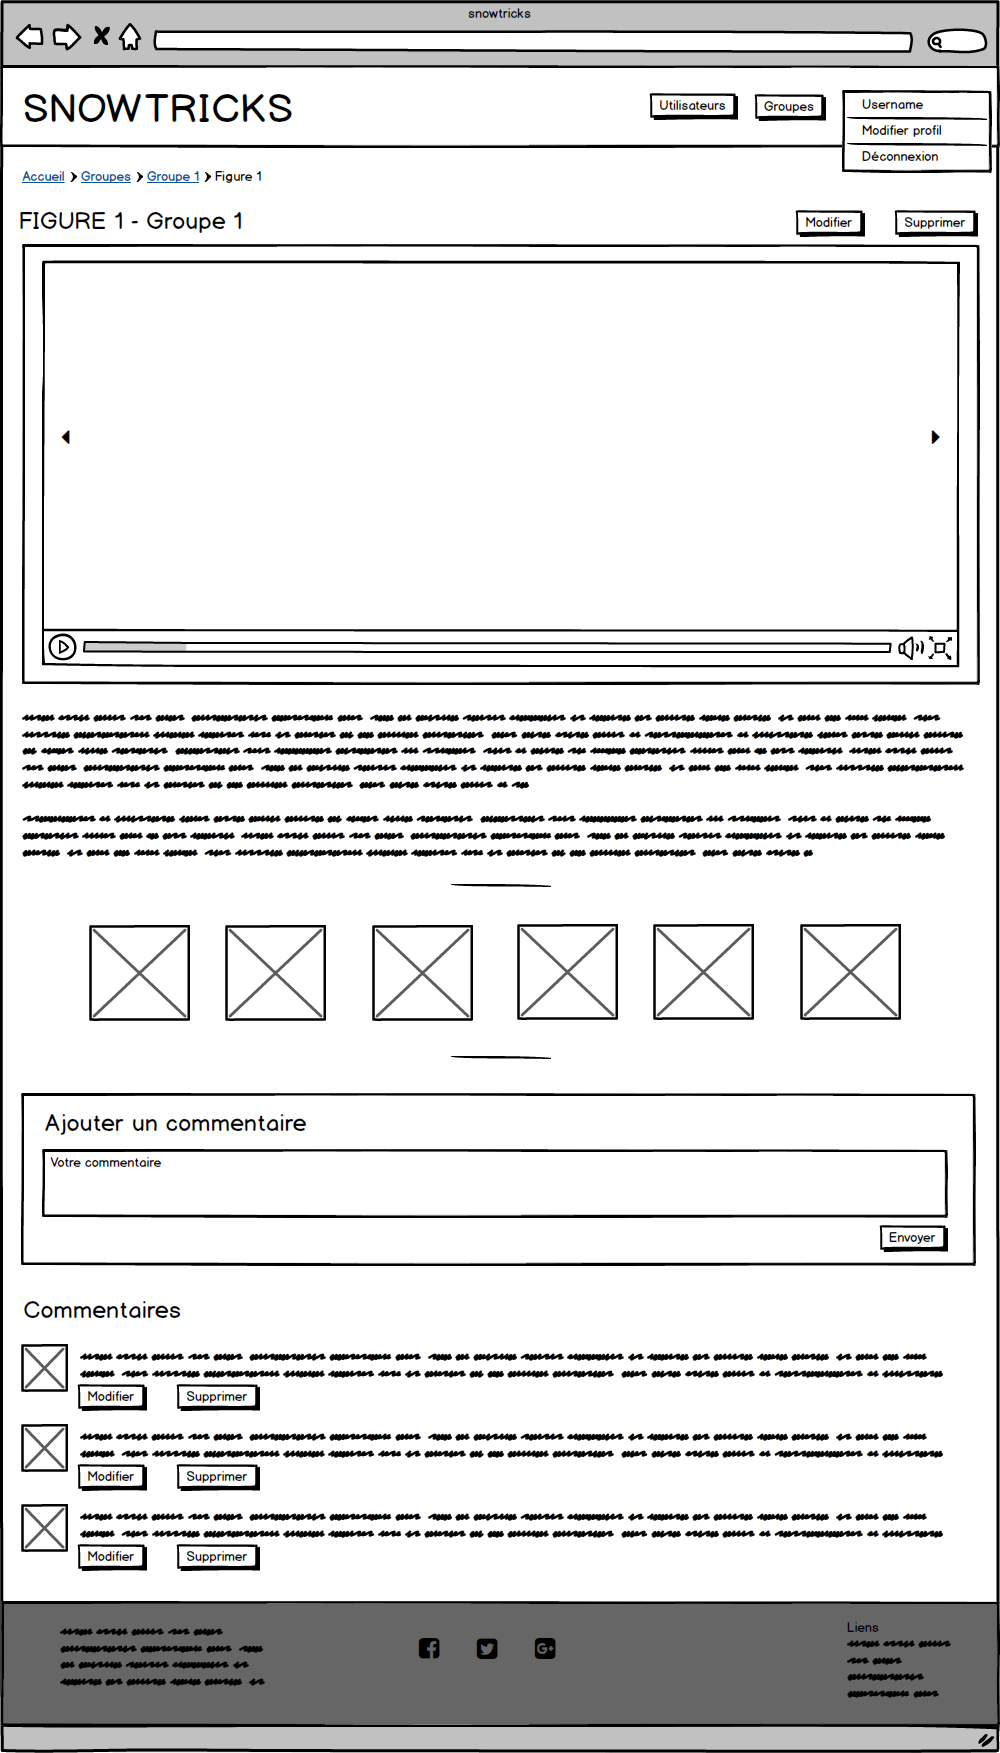 snowtricks
SNOWTRICKS
Utilisateurs
Groupes
Username
Modifier profil
Déconnexion
Accueil > Groupes > Groupe 1 > Figure 1
FIGURE 1 - Groupe 1
Modifier
Supprimer
Ajouter un commentaire
Votre commentaire
Envoyer
Commentaires
Modifier
Supprimer
Modifier
Supprimer
Modifier
Supprimer
Liens